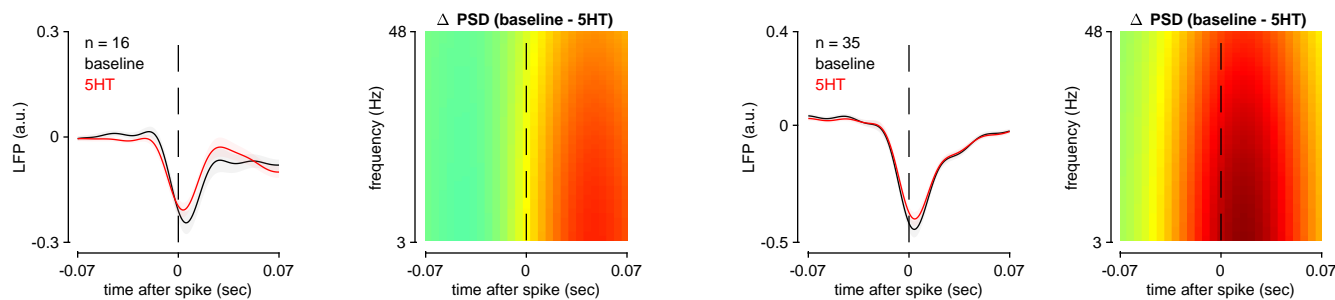 0.3
n = 16
baseline
5HT
LFP (a.u.)
0
-0.3
-0.07
0
0.07
time after spike (sec)
Δ PSD (baseline - 5HT)
48
frequency (Hz)
3
-0.07
0
0.07
time after spike (sec)
0.4
n = 35
baseline
5HT
LFP (a.u.)
0
-0.5
-0.07
0
0.07
time after spike (sec)
Δ PSD (baseline - 5HT)
48
frequency (Hz)
3
-0.07
0
0.07
time after spike (sec)